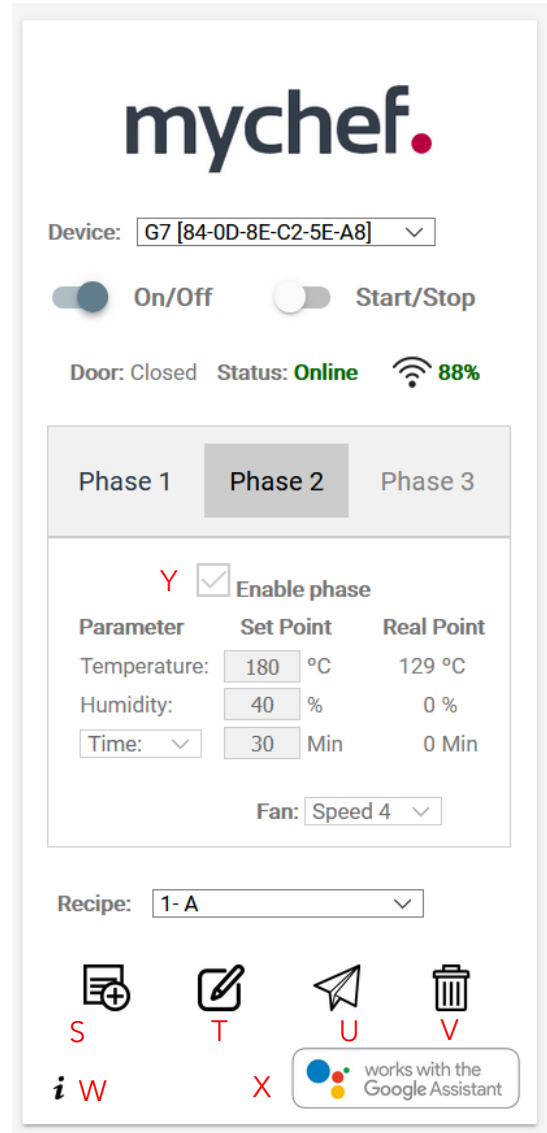 mychef.
Device: G7 [84-0D-8E-C2-5E-A8]
On/Off Start/Stop
Door: Closed Status: Online 88%
Phase 1 Phase 2 Phase 3
Y Enable phase
Parameter Set Point Real Point
Temperature: 180 ºC 129 ºC
Humidity: 40 % 0 %
Time: 30 Min 0 Min
Fan: Speed 4
Recipe: 1- A
S T U V
i W X works with the
Google Assistant